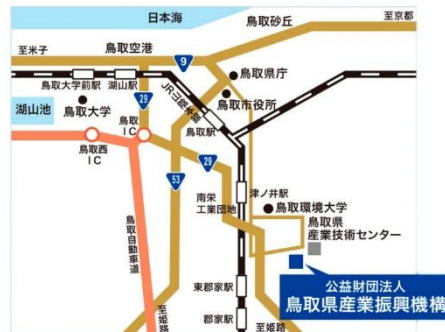 日本海
鳥取砂丘
至京都
至米子
鳥取空港
9
鳥取県庁
鳥取大学前駅
湖山駅
JR山陰本線
鳥取市役所
湖山池
鳥取大学
29
鳥取駅
鳥取
IC
鳥取西
IC
29
53
南栄
工業団地
津ノ井駅
鳥取環境大学
鳥取県
産業技術センター
鳥取自動車道
公益財団法人
鳥取県産業振興機構
東郡家駅
郡家駅
至姫路
至姫路